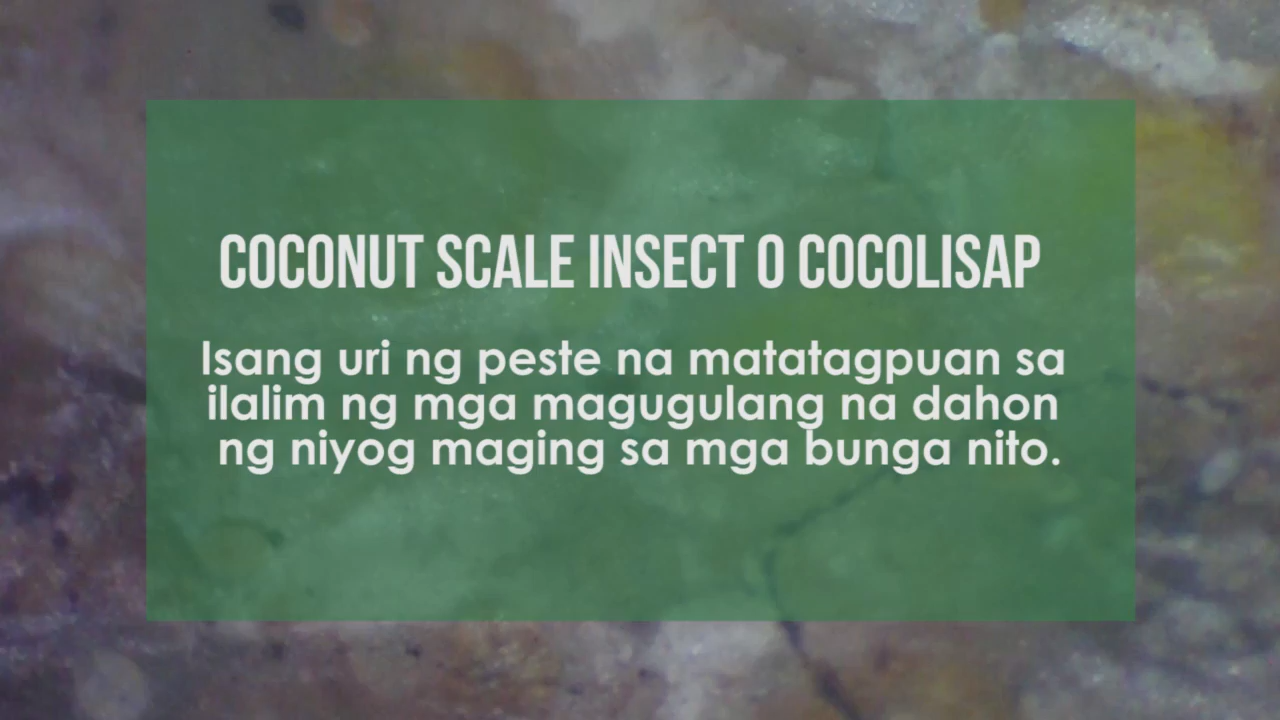 COCONUT SCALE INSECT O COCOLISAP
Isang uri ng peste na matatagpuan sa
ilalim ng mga magugulang na dahon
ng niyog maging sa mga bunga nito.